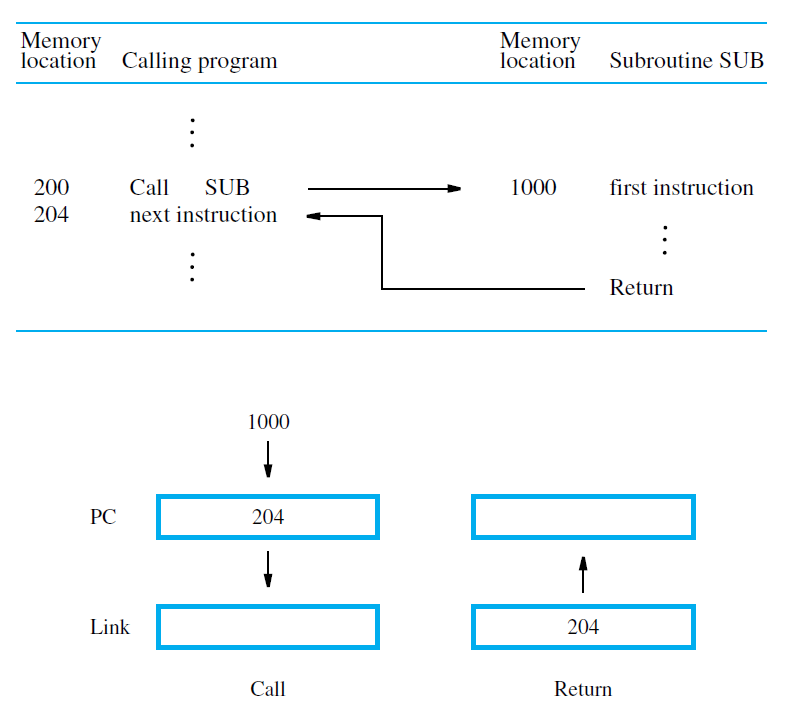 Memory location Calling program Memory location Subroutine SUB
200 Call SUB 1000 first instruction
204 next instruction
Return
1000
PC 204
Link 204
Call Return